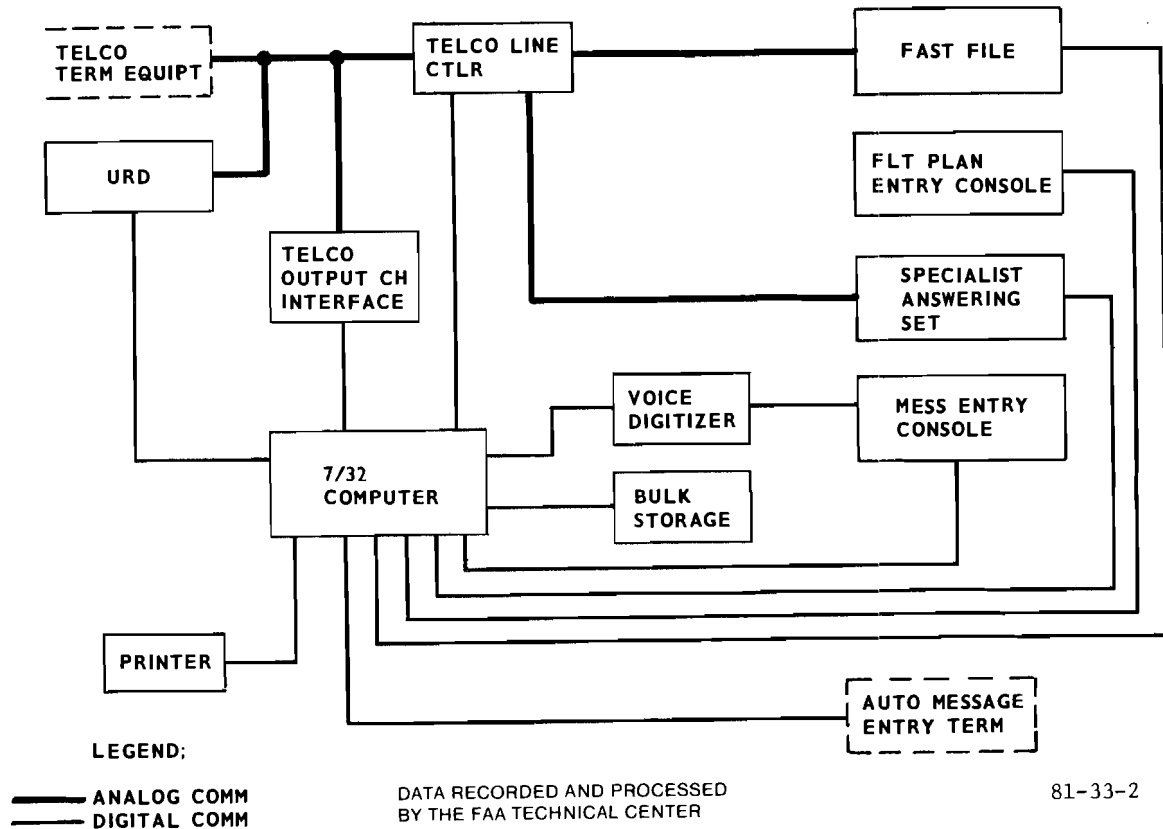 TELCO
TERM EQUIPT
TELCO LINE
CTLR
FAST FILE
URD
FLT PLAN
ENTRY CONSOLE
TELCO
OUTPUT CH
INTERFACE
SPECIALIST
ANSWERING
SET
VOICE
DIGITIZER
MESS ENTRY
CONSOLE
7/32
COMPUTER
BULK
STORAGE
PRINTER
AUTO MESSAGE
ENTRY TERM
LEGEND;
ANALOG COMM
DIGITAL COMM
DATA RECORDED AND PROCESSED
BY THE FAA TECHNICAL CENTER
81-33-2